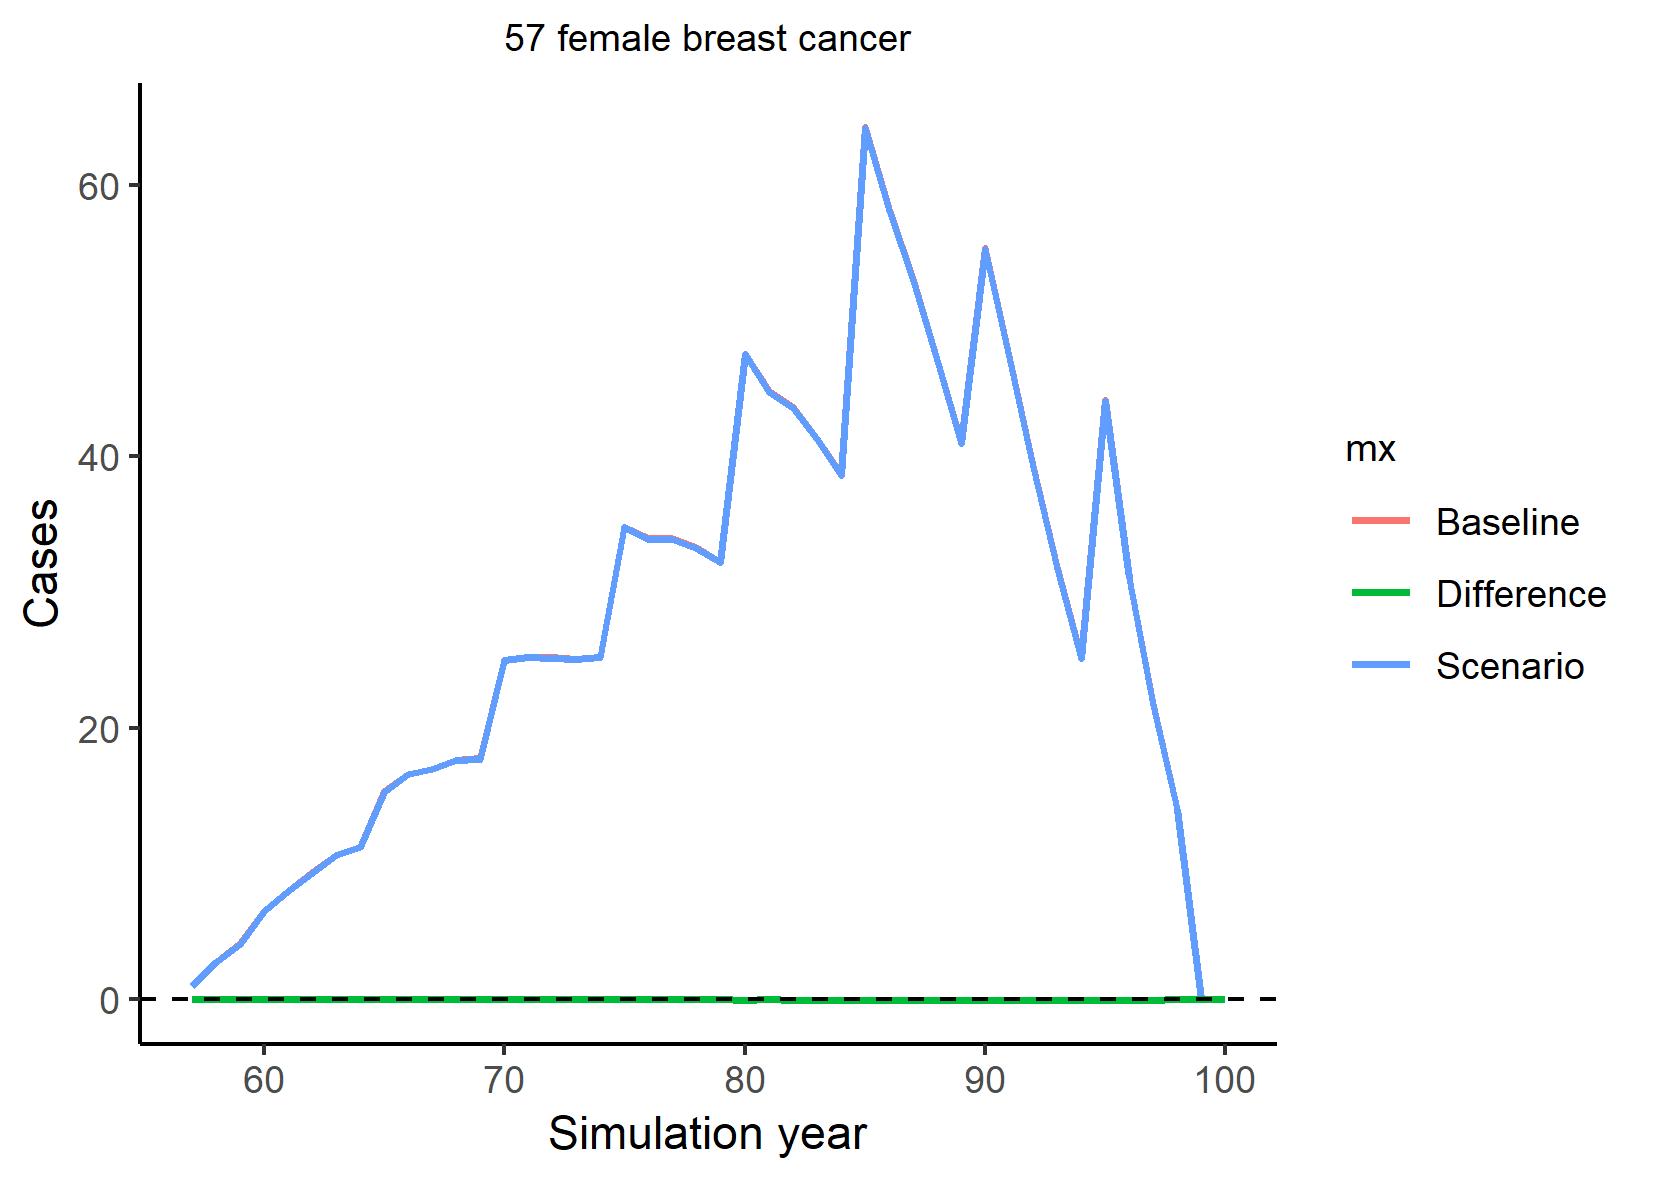 57 female breast cancer
Cases
60
40
20
0
60 70 80 90 100
Simulation year
mx
Baseline
Difference
Scenario